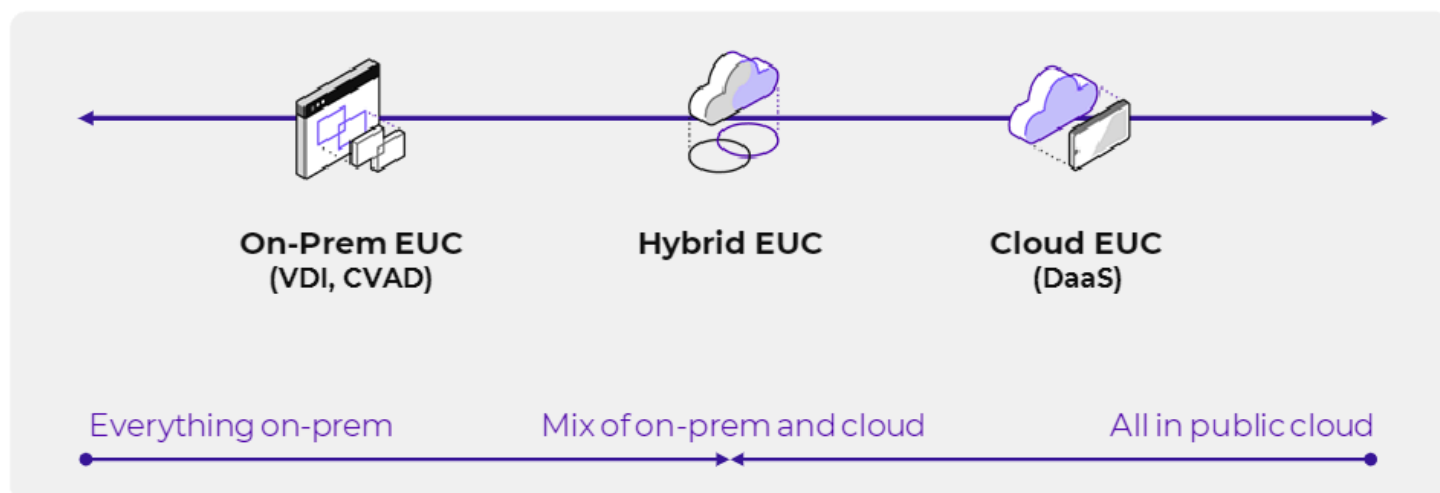 On-Prem EUC
(VDI, CVAD)
Hybrid EUC
Cloud EUC
(DaaS)
Everything on-prem
Mix of on-prem and cloud
All in public cloud